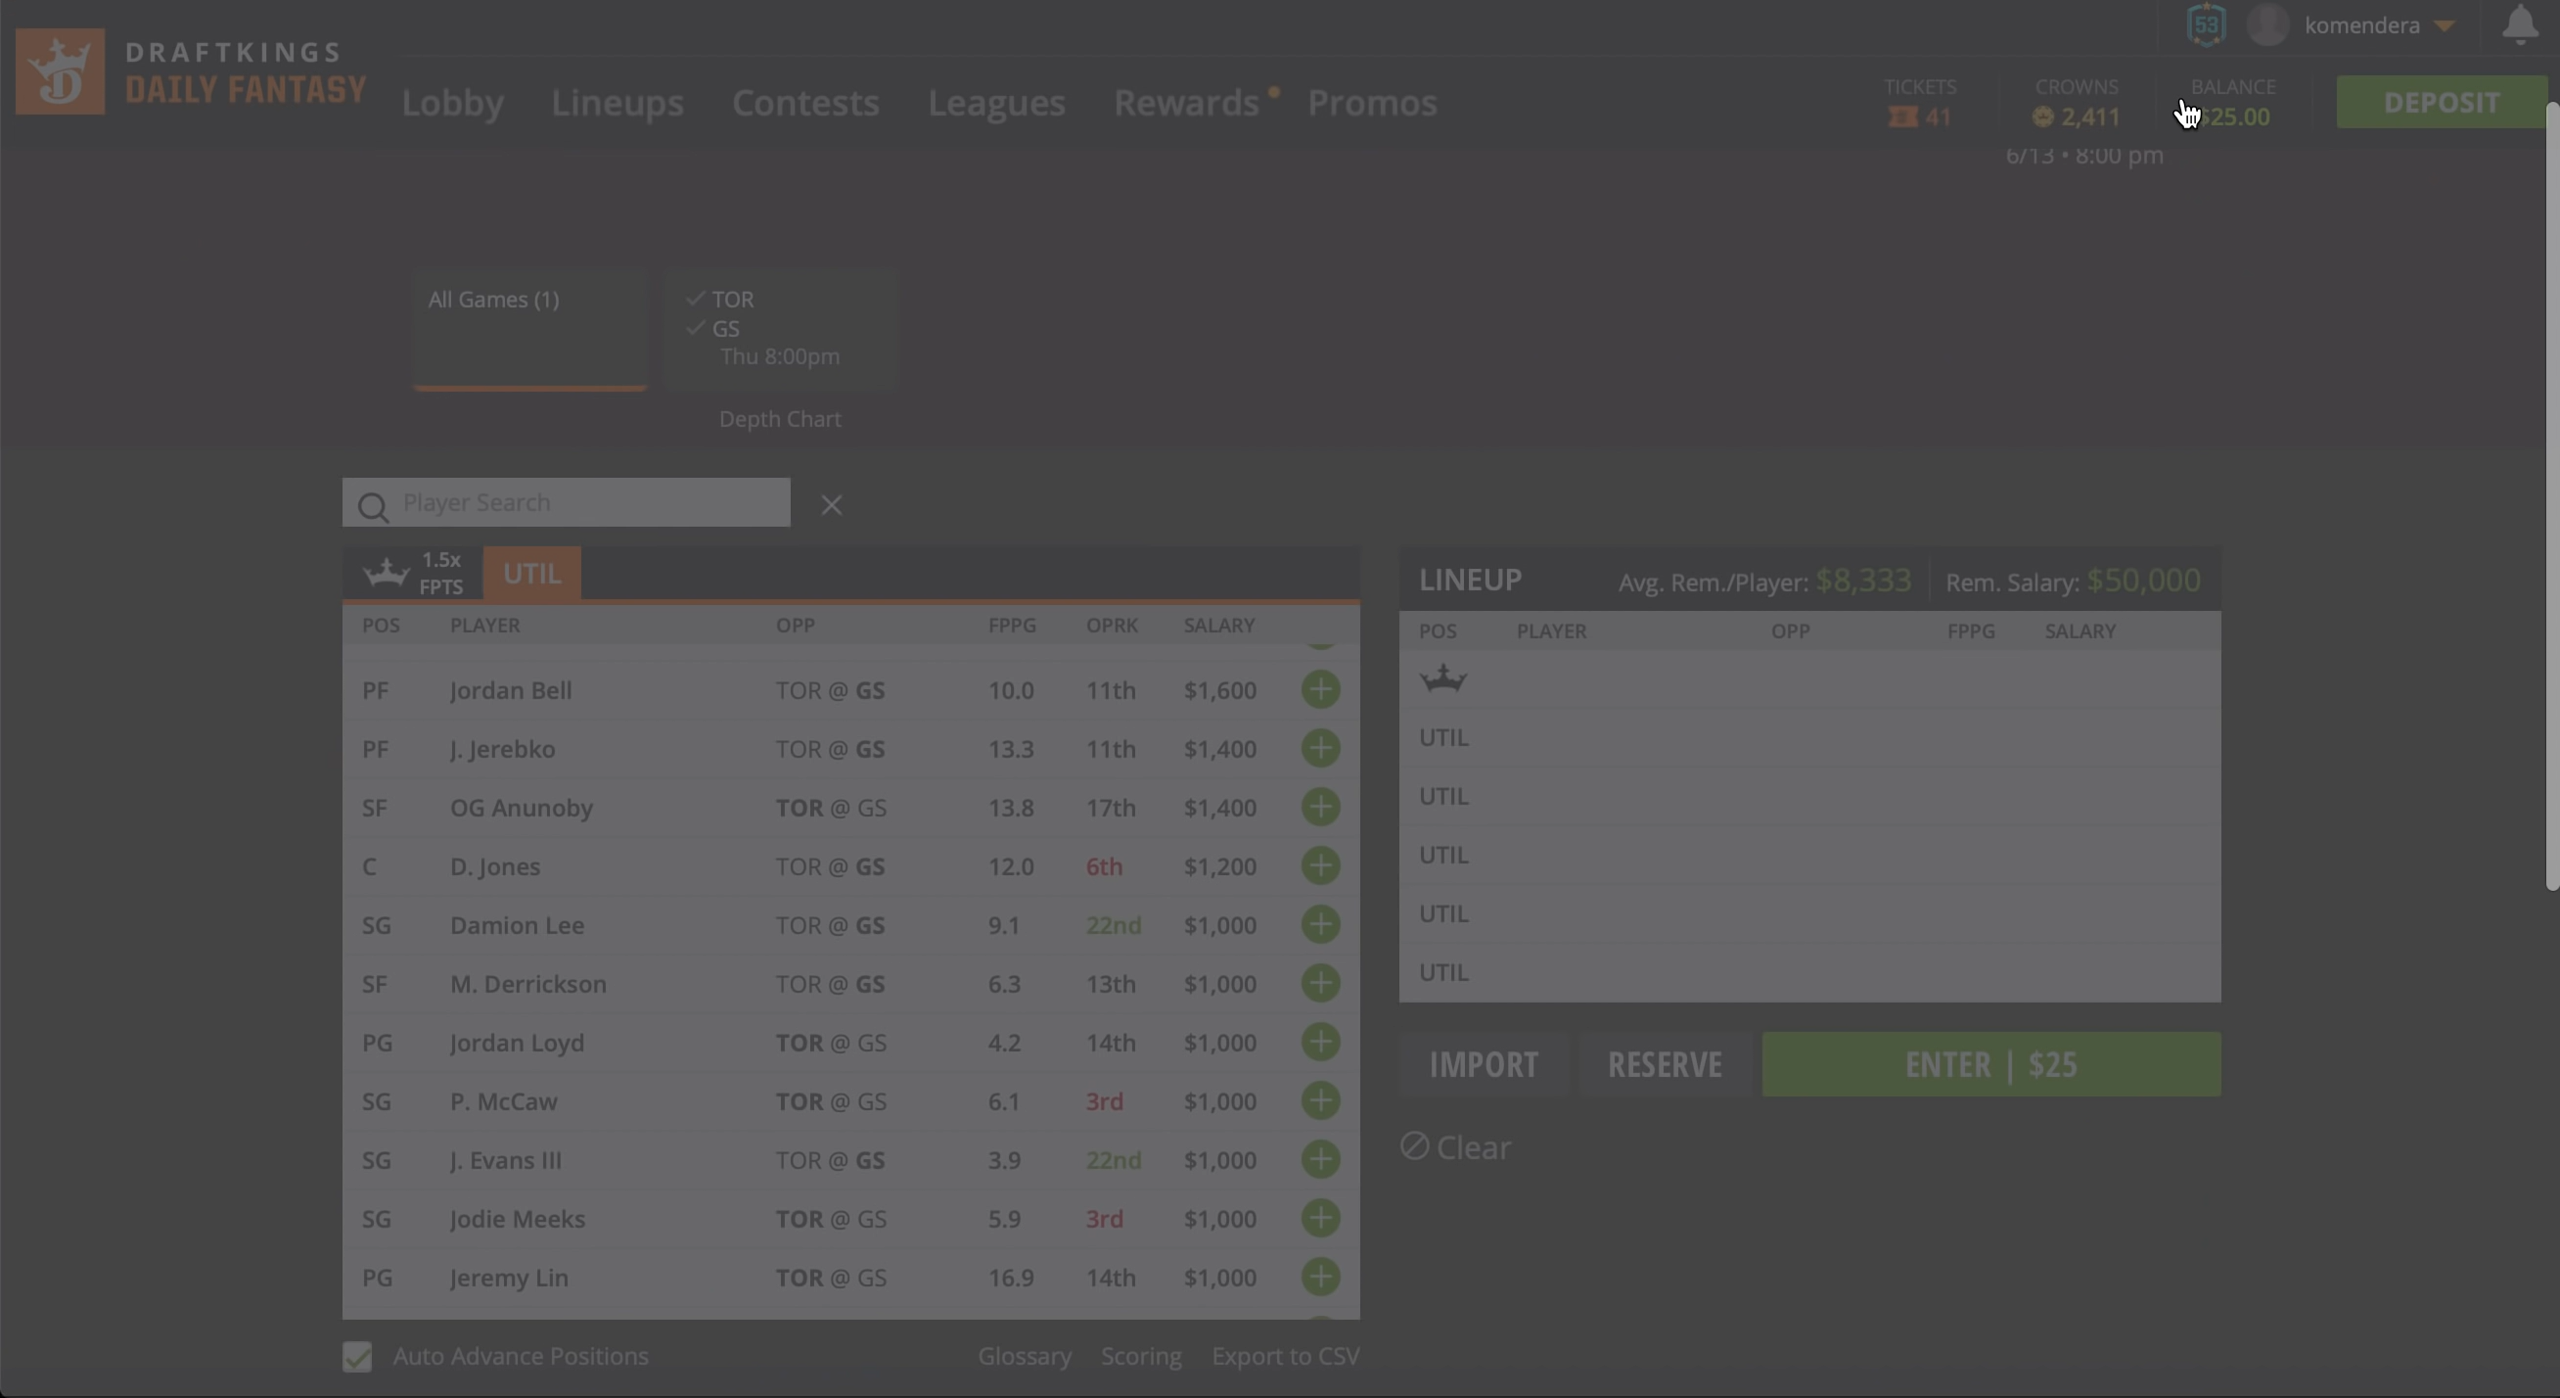 53 komendera
DRAFTKINGS
DAILY FANTASY
Lobby Lineups Contests Leagues Rewards Promos
TICKETS CROWNS BALANCE
41 2,411 $25.00
DEPOSIT
6/13 • 8:00 pm
All Games (1)
TOR
GS
Thu 8:00pm
Depth Chart
Player Search
1.5x
FPTS
UTIL
POS PLAYER OPP FPPG OPRK SALARY
PF Jordan Bell TOR @ GS 10.0 11th $1,600
PF J. Jerebko TOR @ GS 13.3 11th $1,400
SF OG Anunoby TOR @ GS 13.8 17th $1,400
C D. Jones TOR @ GS 12.0 6th $1,200
SG Damion Lee TOR @ GS 9.1 22nd $1,000
SF M. Derrickson TOR @ GS 6.3 13th $1,000
PG Jordan Loyd TOR @ GS 4.2 14th $1,000
SG P. McCaw TOR @ GS 6.1 3rd $1,000
SG J. Evans III TOR @ GS 3.9 22nd $1,000
SG Jodie Meeks TOR @ GS 5.9 3rd $1,000
PG Jeremy Lin TOR @ GS 16.9 14th $1,000
Auto Advance Positions Glossary Scoring Export to CSV
LINEUP Avg. Rem./Player: $8,333 Rem. Salary: $50,000
POS PLAYER OPP FPPG SALARY
UTIL
UTIL
UTIL
UTIL
UTIL
IMPORT RESERVE ENTER | $25
Clear